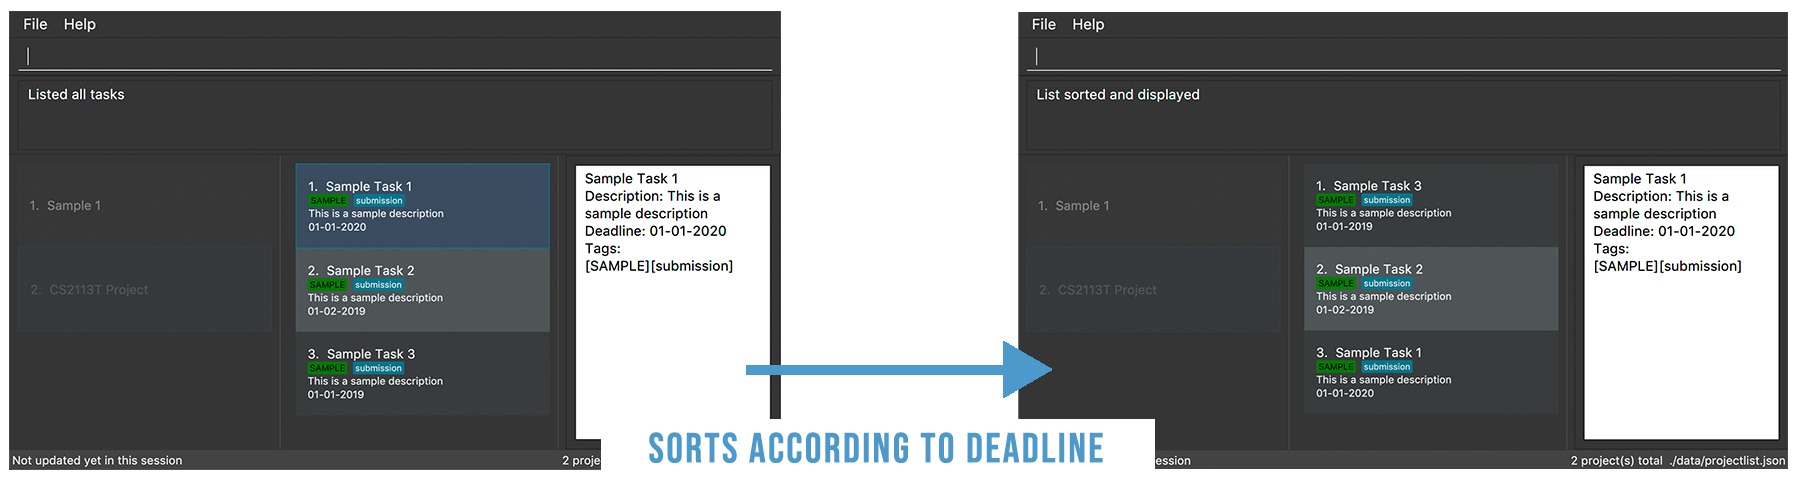 File Help
Listed all tasks
1. Sample 1
2. CS2113T Project
1. Sample Task 1
SAMPLE submission
This is a sample description
01-01-2020
2. Sample Task 2
SAMPLE submission
This is a sample description
01-02-2019
3. Sample Task 3
SAMPLE submission
This is a sample description
01-01-2019
Sample Task 1
Description: This is a
sample description
Deadline: 01-01-2020
Tags:
[SAMPLE][submission]
Not updated yet in this session
2 proje
SORTS ACCORDING TO DEADLINE
File Help
List sorted and displayed
1. Sample 1
2. CS2113T Project
1. Sample Task 3
SAMPLE submission
This is a sample description
01-01-2019
2. Sample Task 2
SAMPLE submission
This is a sample description
01-02-2019
3. Sample Task 1
SAMPLE submission
This is a sample description
01-01-2020
Sample Task 1
Description: This is a
sample description
Deadline: 01-01-2020
Tags:
[SAMPLE][submission]
ession
2 project(s) total ./data/projectlist.json